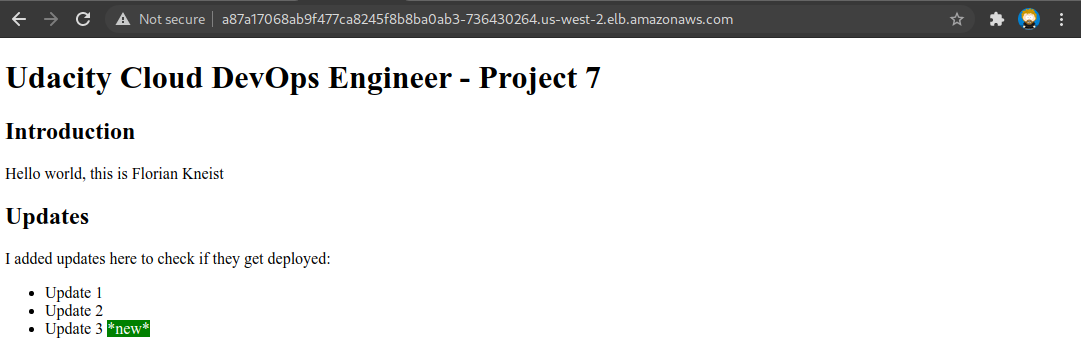 Not secure a87a17068ab9f477ca8245f8b8ba0ab3-736430264.us-west-2.elb.amazonaws.com
Udacity Cloud DevOps Engineer - Project 7
Introduction
Hello world, this is Florian Kneist
Updates
I added updates here to check if they get deployed:
Update 1
Update 2
Update 3 *new*